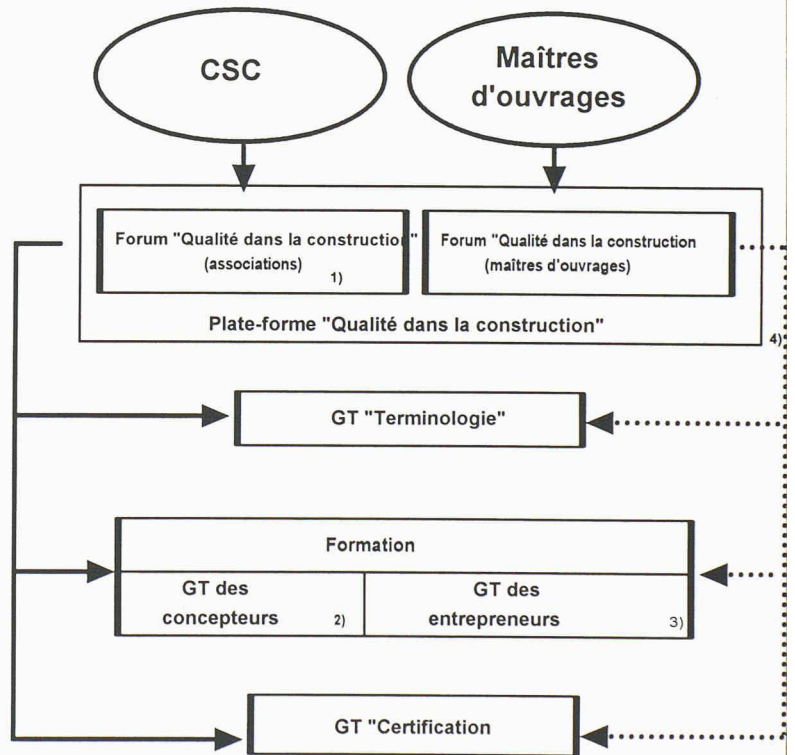 CSC
Maîtres
d'ouvrages
Forum "Qualité dans la construction"
(associations) 1)
Forum "Qualité dans la construction
(maîtres d'ouvrages)
Plate-forme "Qualité dans la construction"
4)
GT "Terminologie"
Formation
GT des
concepteurs 2)
GT des
entrepreneurs 3)
GT "Certification